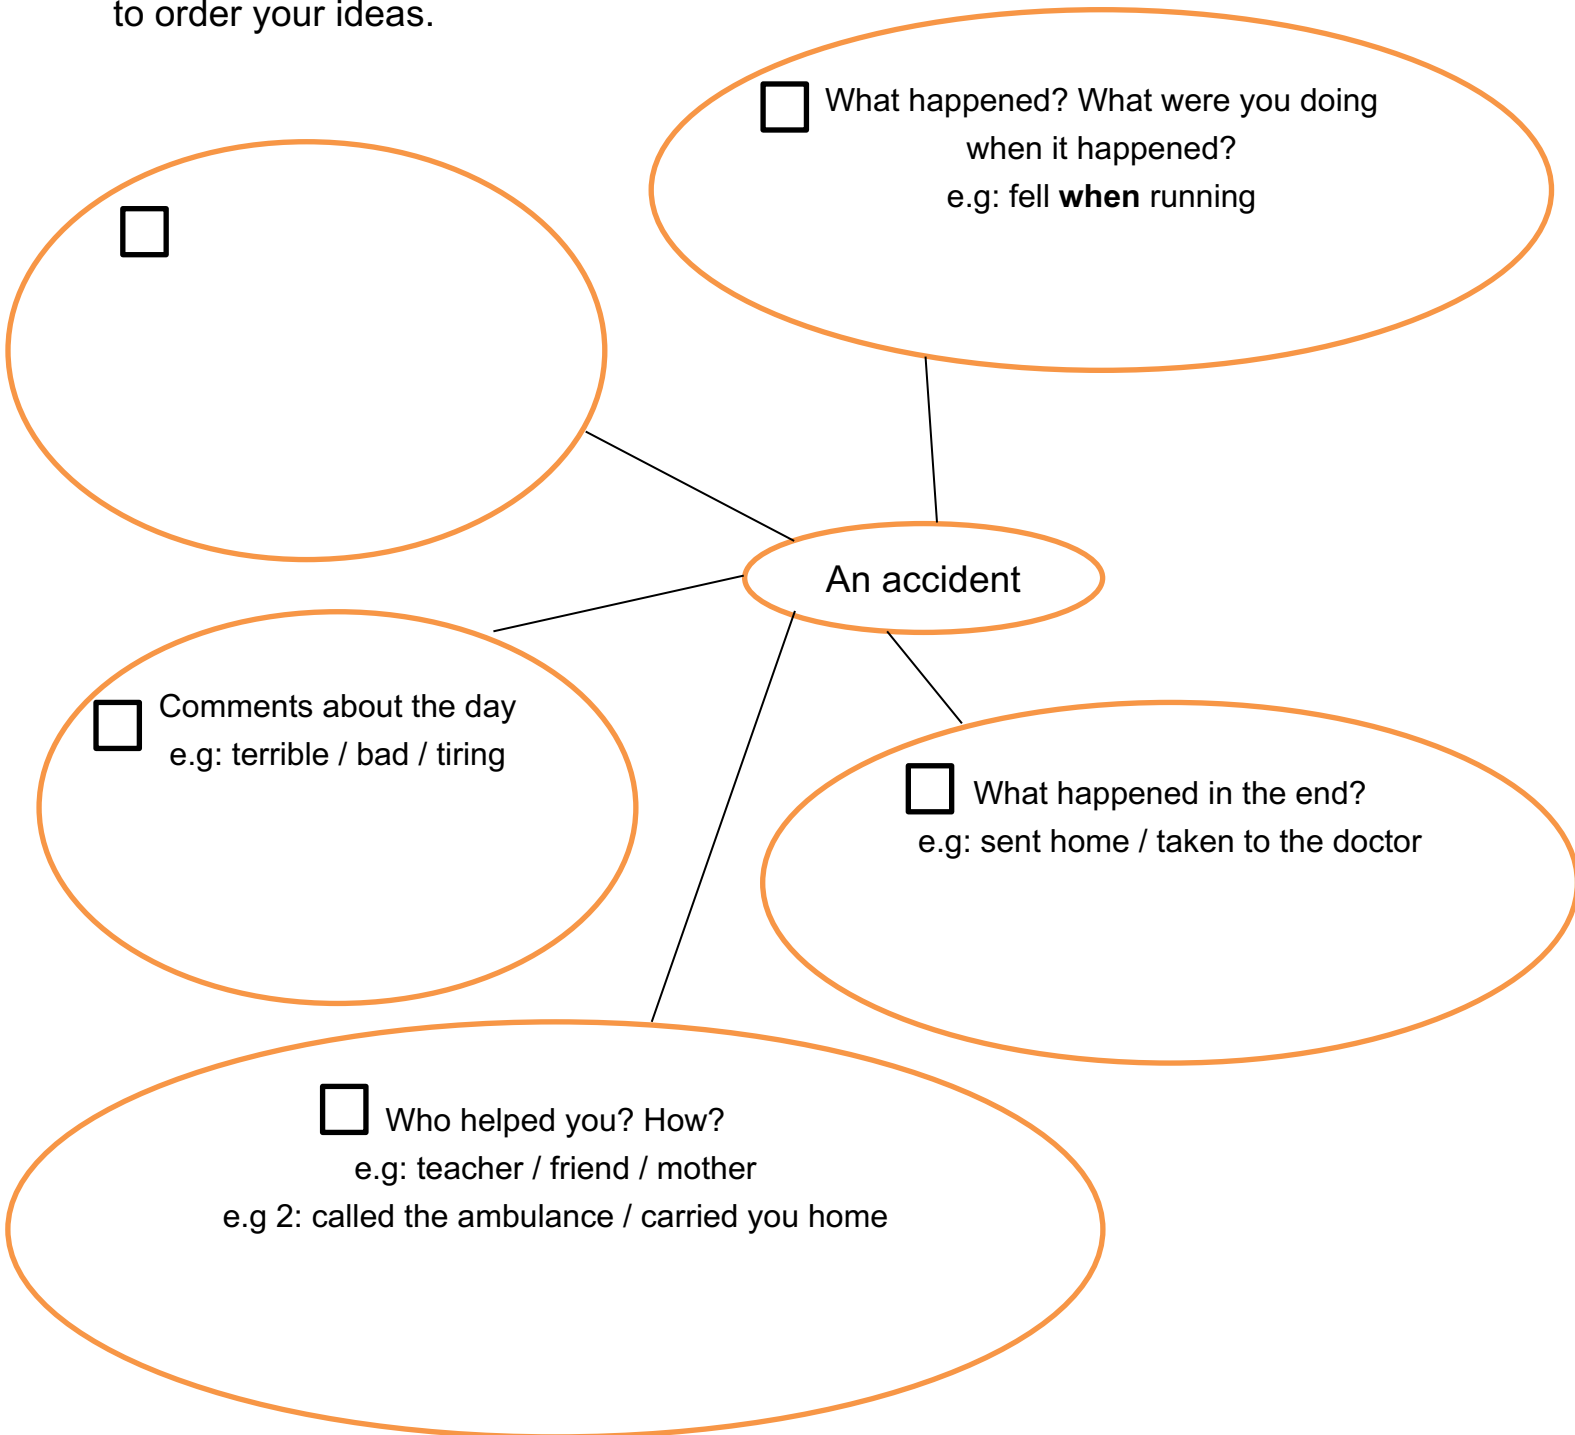 to order your ideas.
What happened? What were you doing
when it happened?
e.g: fell when running
An accident
Comments about the day
e.g: terrible / bad / tiring
What happened in the end?
e.g: sent home / taken to the doctor
Who helped you? How?
e.g: teacher / friend / mother
e.g 2: called the ambulance / carried you home